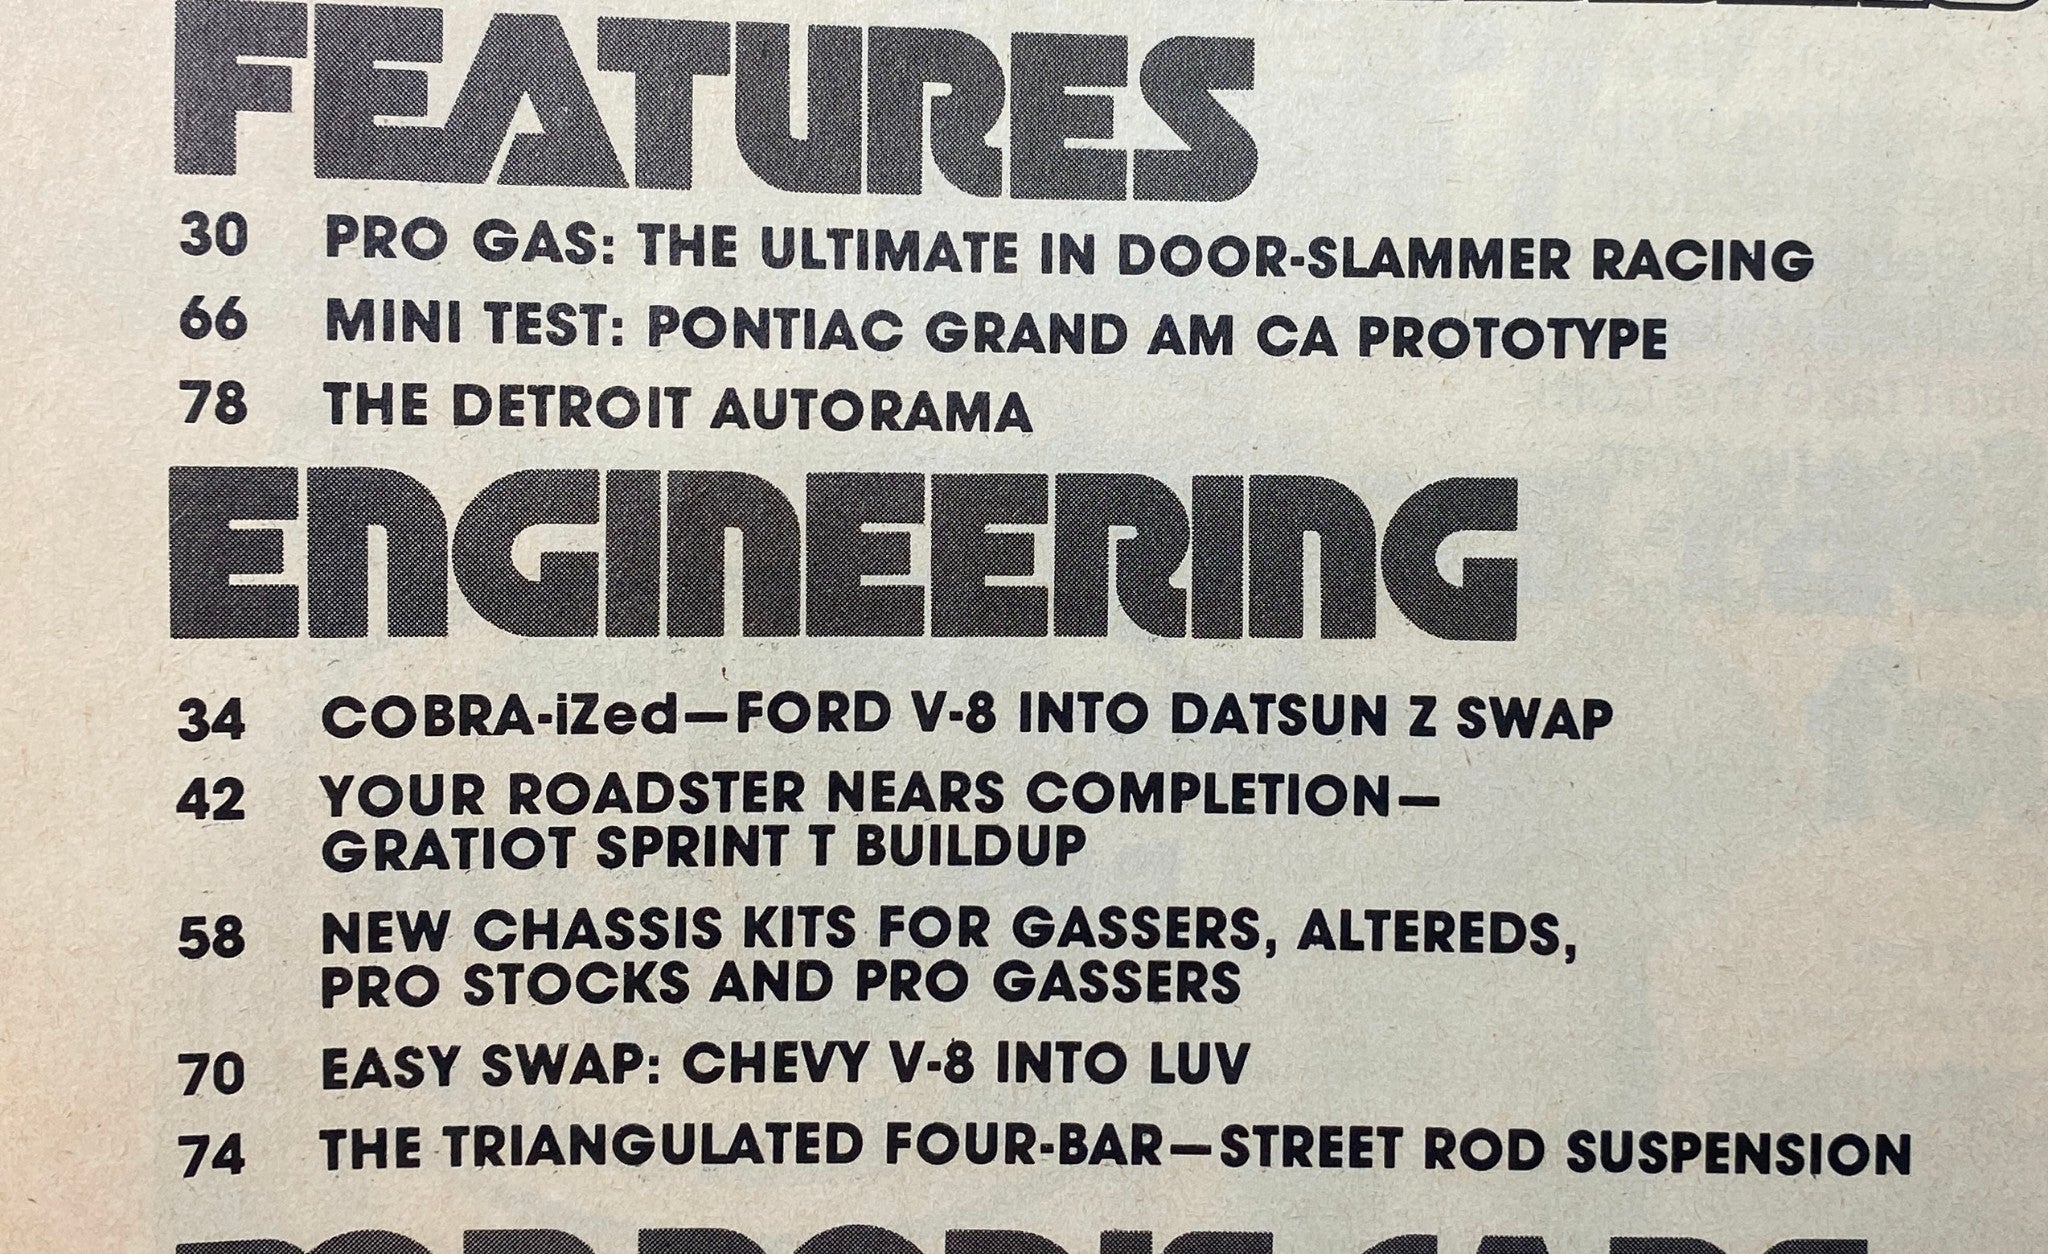 FEATURES
30 PRO GAS: THE ULTIMATE IN DOOR-SLAMMER RACING
66 MINI TEST: PONTIAC GRAND AM CA PROTOTYPE
78 THE DETROIT AUTORAMA
ENGINEERING
34 COBRA-iZed—FORD V-8 INTO DATSUN Z SWAP
42 YOUR ROADSTER NEARS COMPLETION—
GRATIOT SPRINT T BUILDUP
58 NEW CHASSIS KITS FOR GASSERS, ALTEREDS,
PRO STOCKS AND PRO GASSERS
70 EASY SWAP: CHEVY V-8 INTO LUV
74 THE TRIANGULATED FOUR-BAR—STREET ROD SUSPENSION